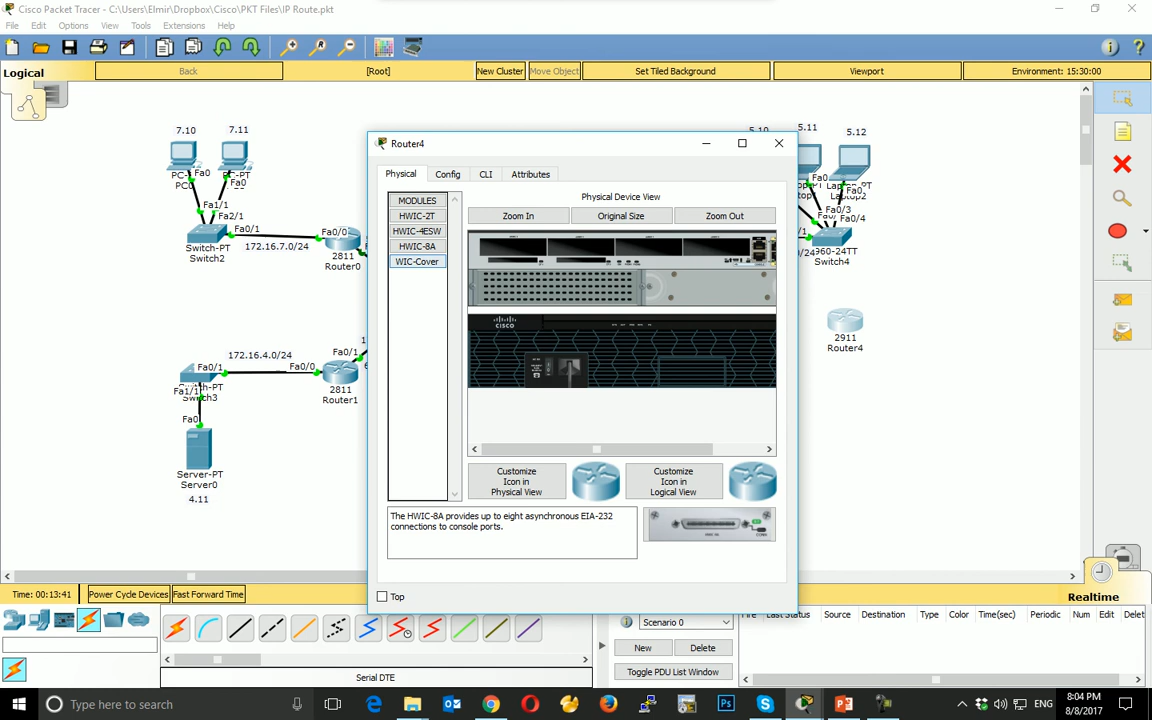 Cisco Packet Tracer - C:\Users\Elmir\Dropbox\Cisco\PKT Files\IP Route.pkt
File Edit Options View Tools Extensions Help
Logical
Back
[Root]
New Cluster
Move Object
Set Tiled Background
Viewport
Environment: 15:30:00
7.10
7.11
PC-PT
PC0
Fa0
Fa0
Fa1/1
Fa2/1
Fa0/1
Fa0/0
172.16.7.0/24
Switch-PT
Switch2
2811
Router0
172.16.4.0/24
Fa0/1
Fa0/1
Fa0/0
Switch3
Fa1/1
2811
Router1
Fa0
Server-PT
Server0
4.11
5.10
5.11
5.12
Fa0
Laptop2
Fa0
Fa0/3
Fa0/4
Switch4
2911
Router4
Router4
Physical
Config
CLI
Attributes
MODULES
HWIC-2T
HWIC-4ESW
HWIC-8A
WIC-Cover
Physical Device View
Zoom In
Original Size
Zoom Out
CISCO
Customize
Icon in
Physical View
Customize
Icon in
Logical View
The HWIC-8A provides up to eight asynchronous EIA-232
connections to console ports.
Top
Time: 00:13:41
Power Cycle Devices
Fast Forward Time
Realtime
Scenario 0
New
Delete
Toggle PDU List Window
Fire Last Status Source Destination Type Color Time(sec) Periodic Num Edit Delet
Serial DTE
Type here to search
ENG
8:04 PM
8/8/2017